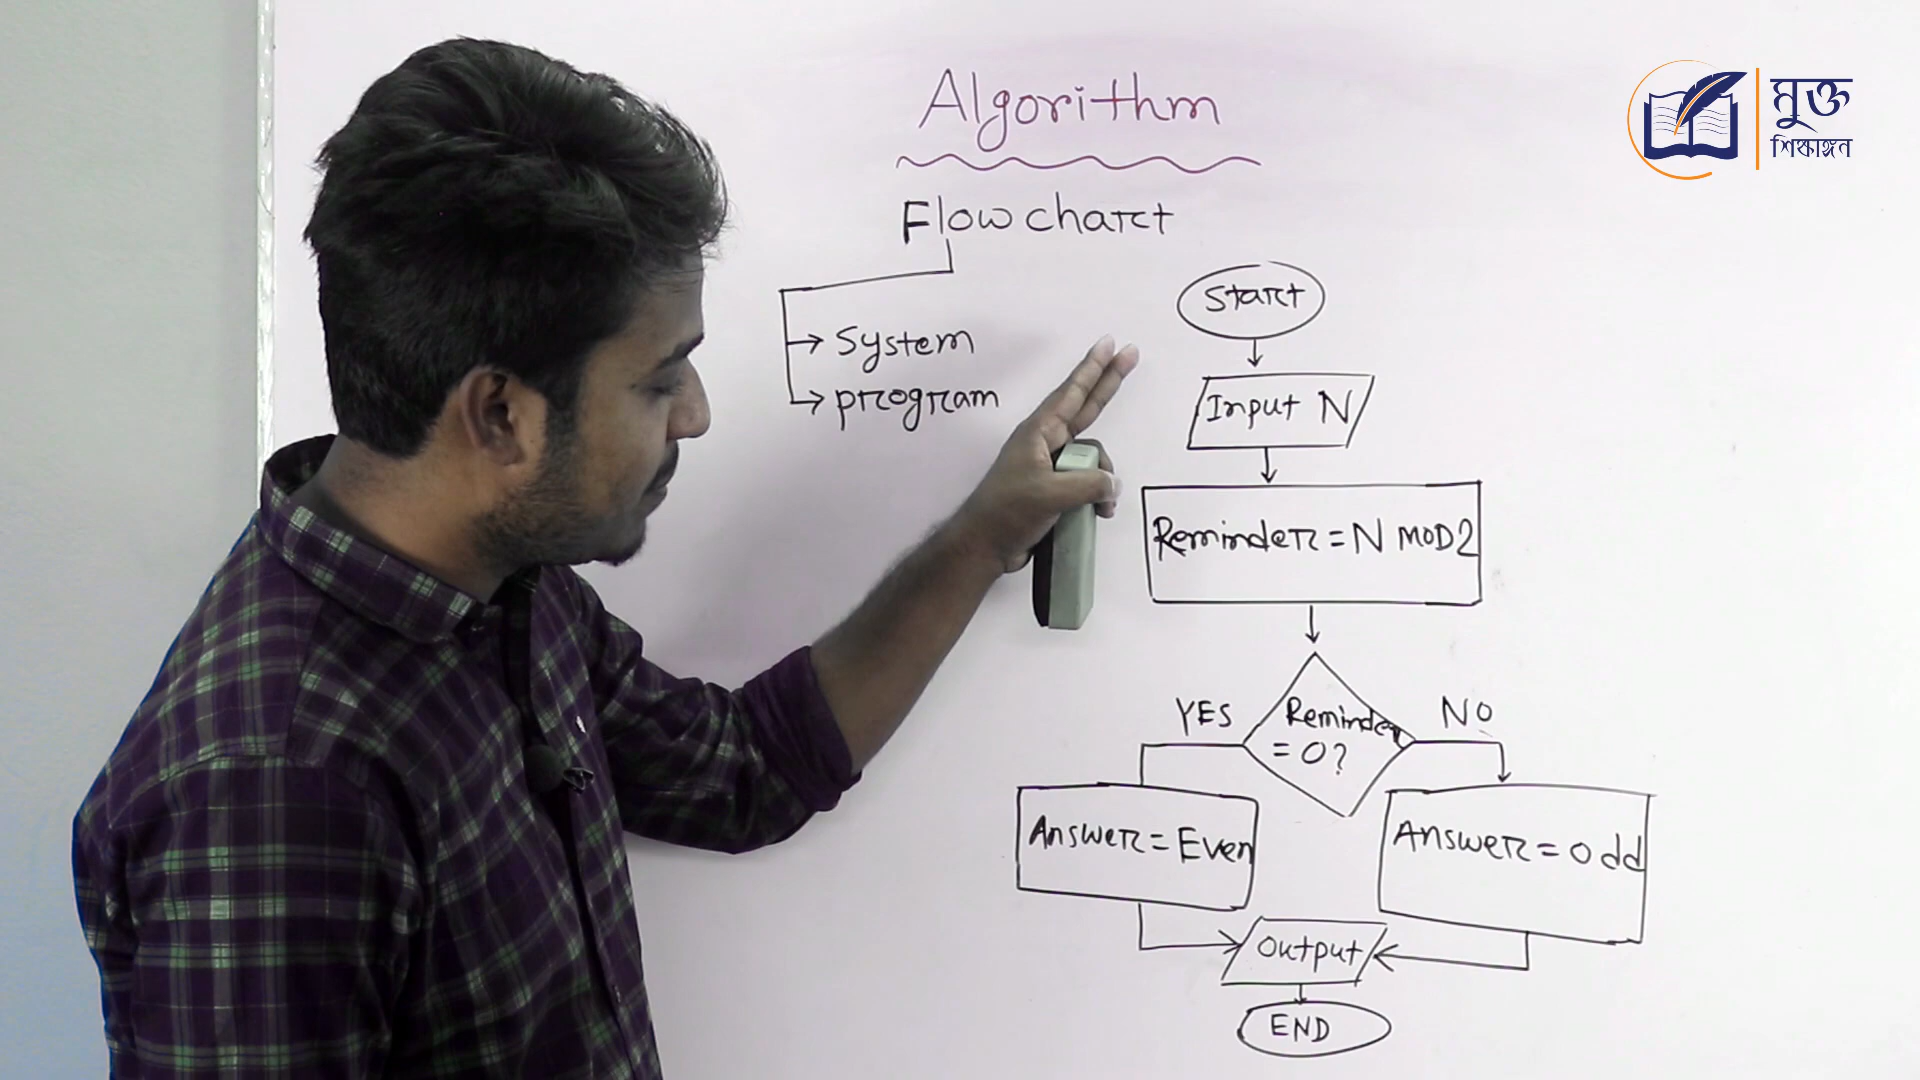 Algorithm
Flow chart
System
program
Start
Input N
Reminder = N MOD 2
YES
Reminder
= 0?
NO
Answer = Even
Answer = Odd
Output
END
মুক্ত
শিক্ষাঙ্গন